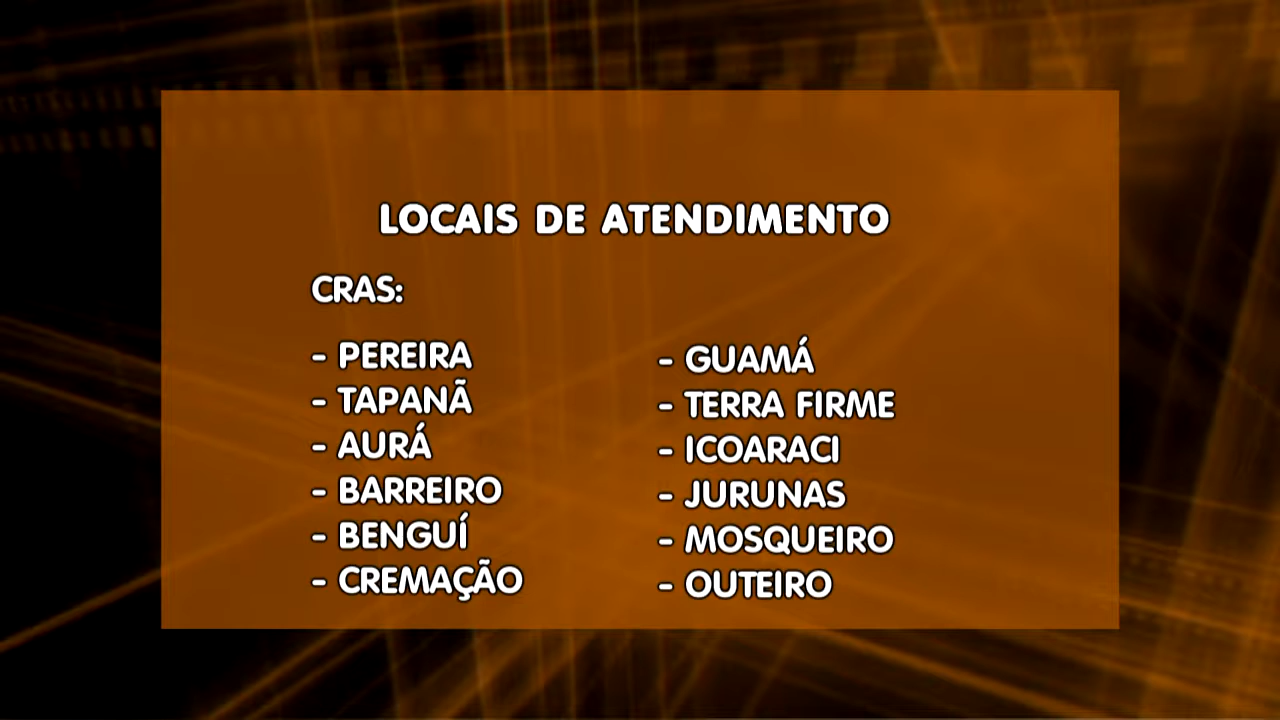 LOCAIS DE ATENDIMENTO
CRAS:
- PEREIRA
- TAPANÃ
- AURÁ
- BARREIRO
- BENGUÍ
- CREMAÇÃO
- GUAMÁ
- TERRA FIRME
- ICOARACI
- JURUNAS
- MOSQUEIRO
- OUTEIRO